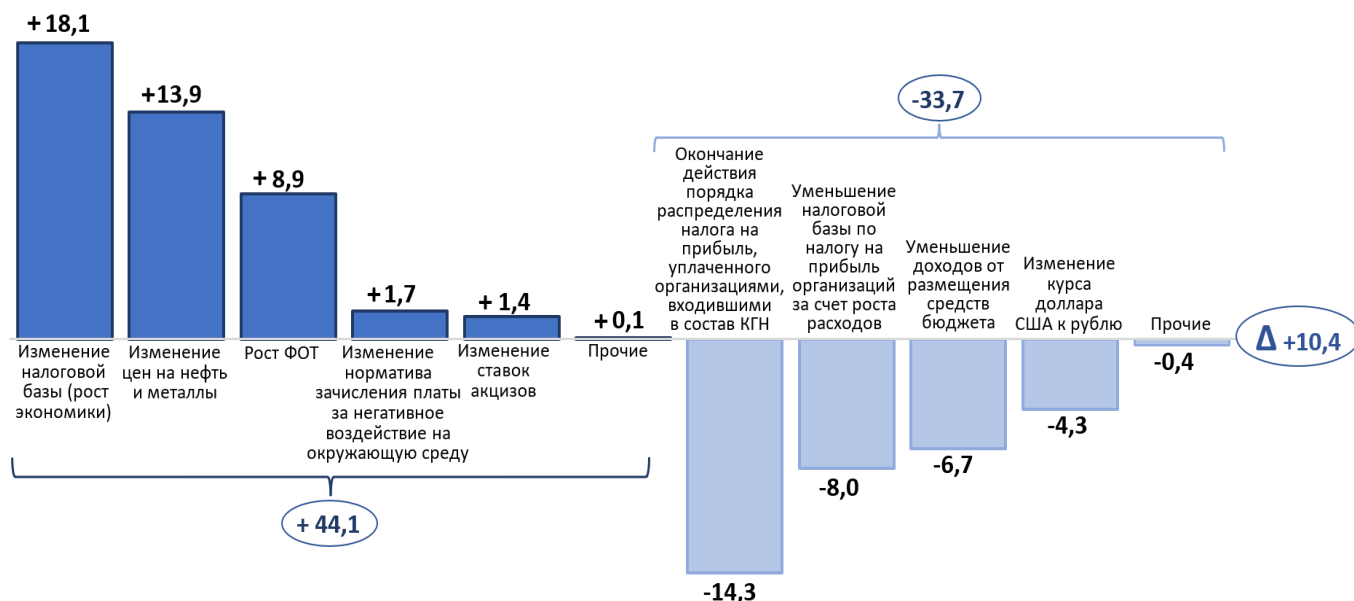 + 18,1
+13,9
+ 8,9
+ 1,7
+ 1,4
+ 0,1
Изменение
налоговой
базы (рост
экономики)
Изменение
цен на нефть
и металлы
Рост ФОТ
Изменение
норматива
зачисления платы
за негативное
воздействие на
окружающую среду
Изменение
ставок
акцизов
Прочие
+ 44,1
-33,7
Окончание
действия
порядка
распределения
налога на
прибыль,
уплаченного
организациями,
входившими
в состав КГН
Уменьшение
налоговой
базы по
налогу на
прибыль
организаций
за счет роста
расходов
Уменьшение
доходов от
размещения
средств
бюджета
Изменение
курса
доллара
США к рублю
Прочие
-14,3
-8,0
-6,7
-4,3
-0,4
Δ +10,4